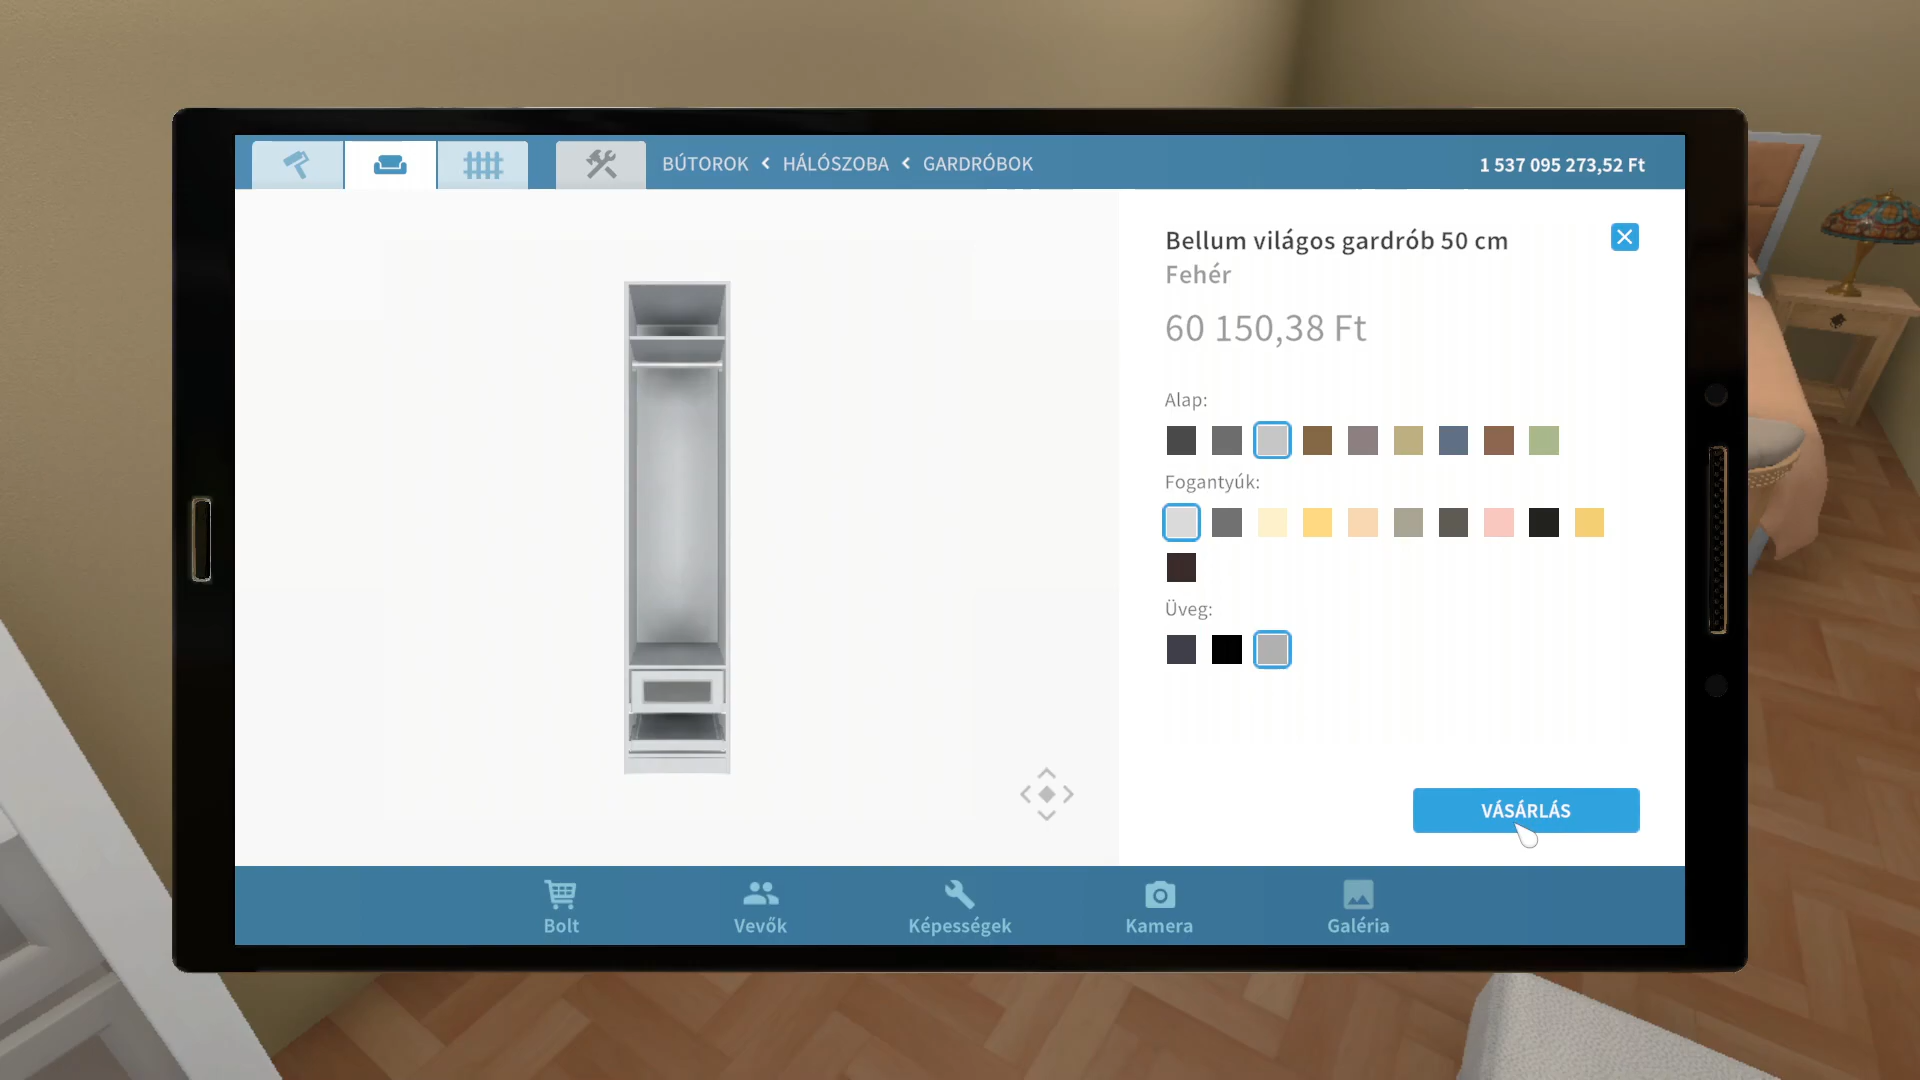 BÚTOROK < HÁLÓSZOBA < GARDRÓBOK
1 537 095 273,52 Ft
Bellum világos gardrób 50 cm
Fehér
60 150,38 Ft
Alap:
Fogantyúk:
Üveg:
VÁSÁRLÁS
Bolt
Vevők
Képességek
Kamera
Galéria